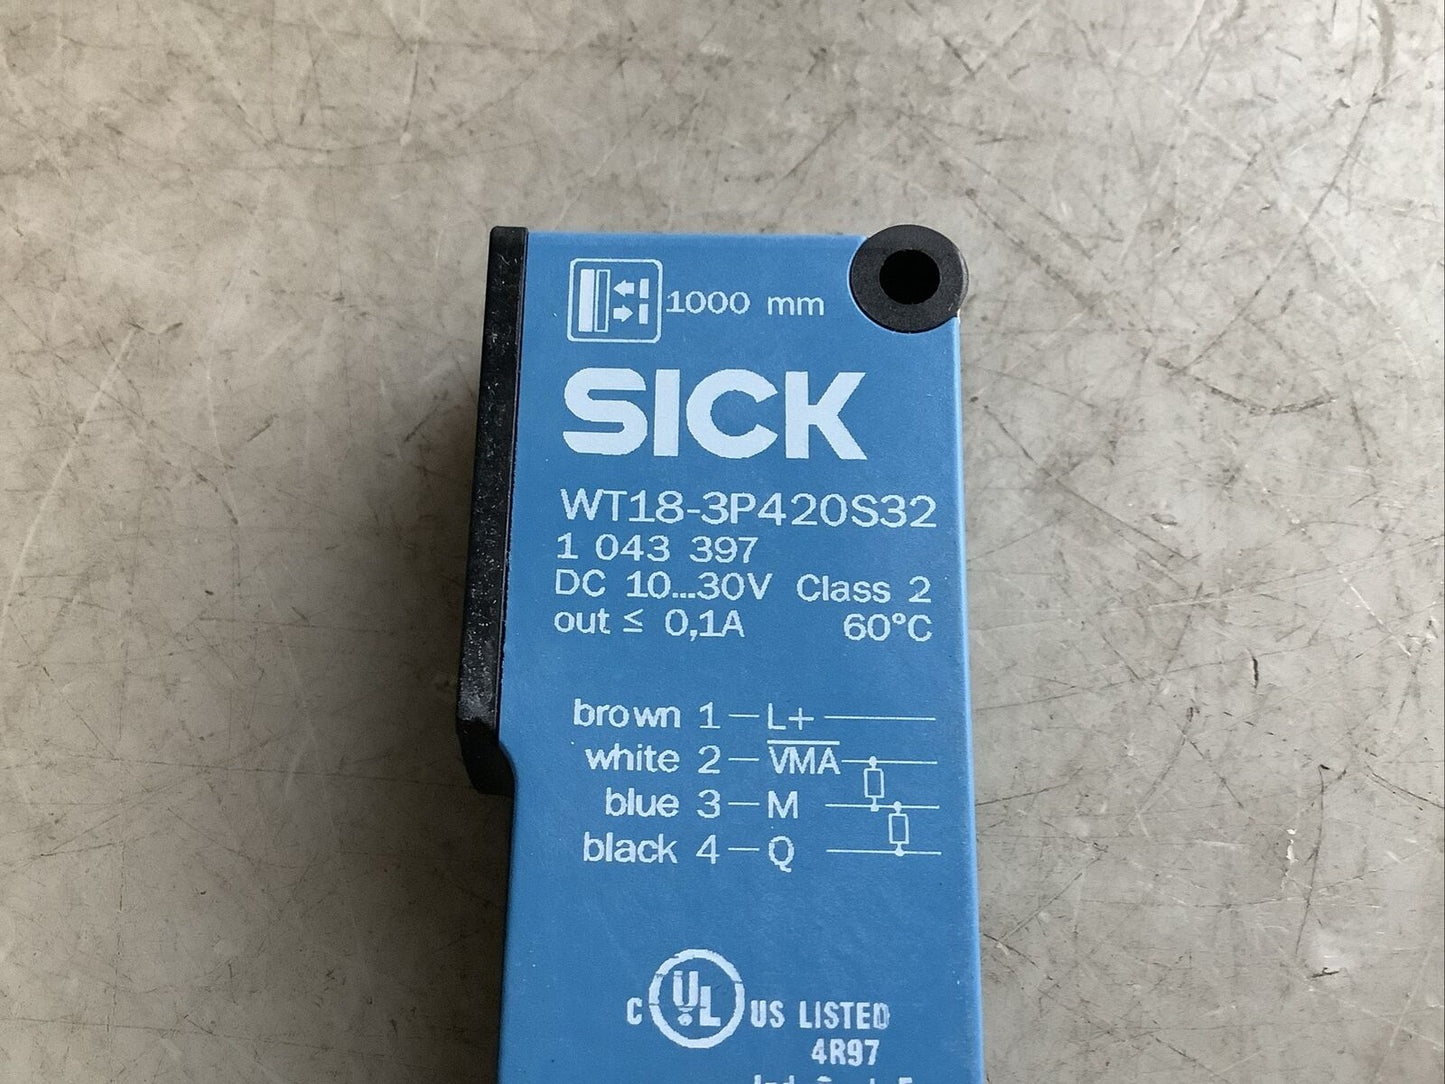 1000 mm
SICK
WT18-3P420S32
1 043 397
DC 10...30V Class 2
out ≤ 0,1A 60°C
brown 1 — L+
white 2 — V̅M̅A̅
blue 3 — M
black 4 — Q
C UL US LISTED
4R97